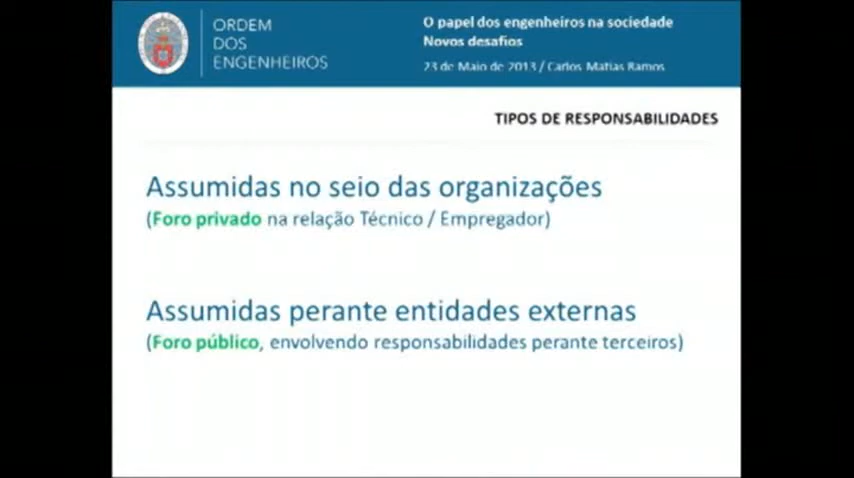 ORDEM
DOS
ENGENHEIROS
O papel dos engenheiros na sociedade
Novos desafios
23 de Maio de 2013 / Carlos Matias Ramos
TIPOS DE RESPONSABILIDADES
Assumidas no seio das organizações
(Foro privado na relação Técnico / Empregador)
Assumidas perante entidades externas
(Foro público, envolvendo responsabilidades perante terceiros)